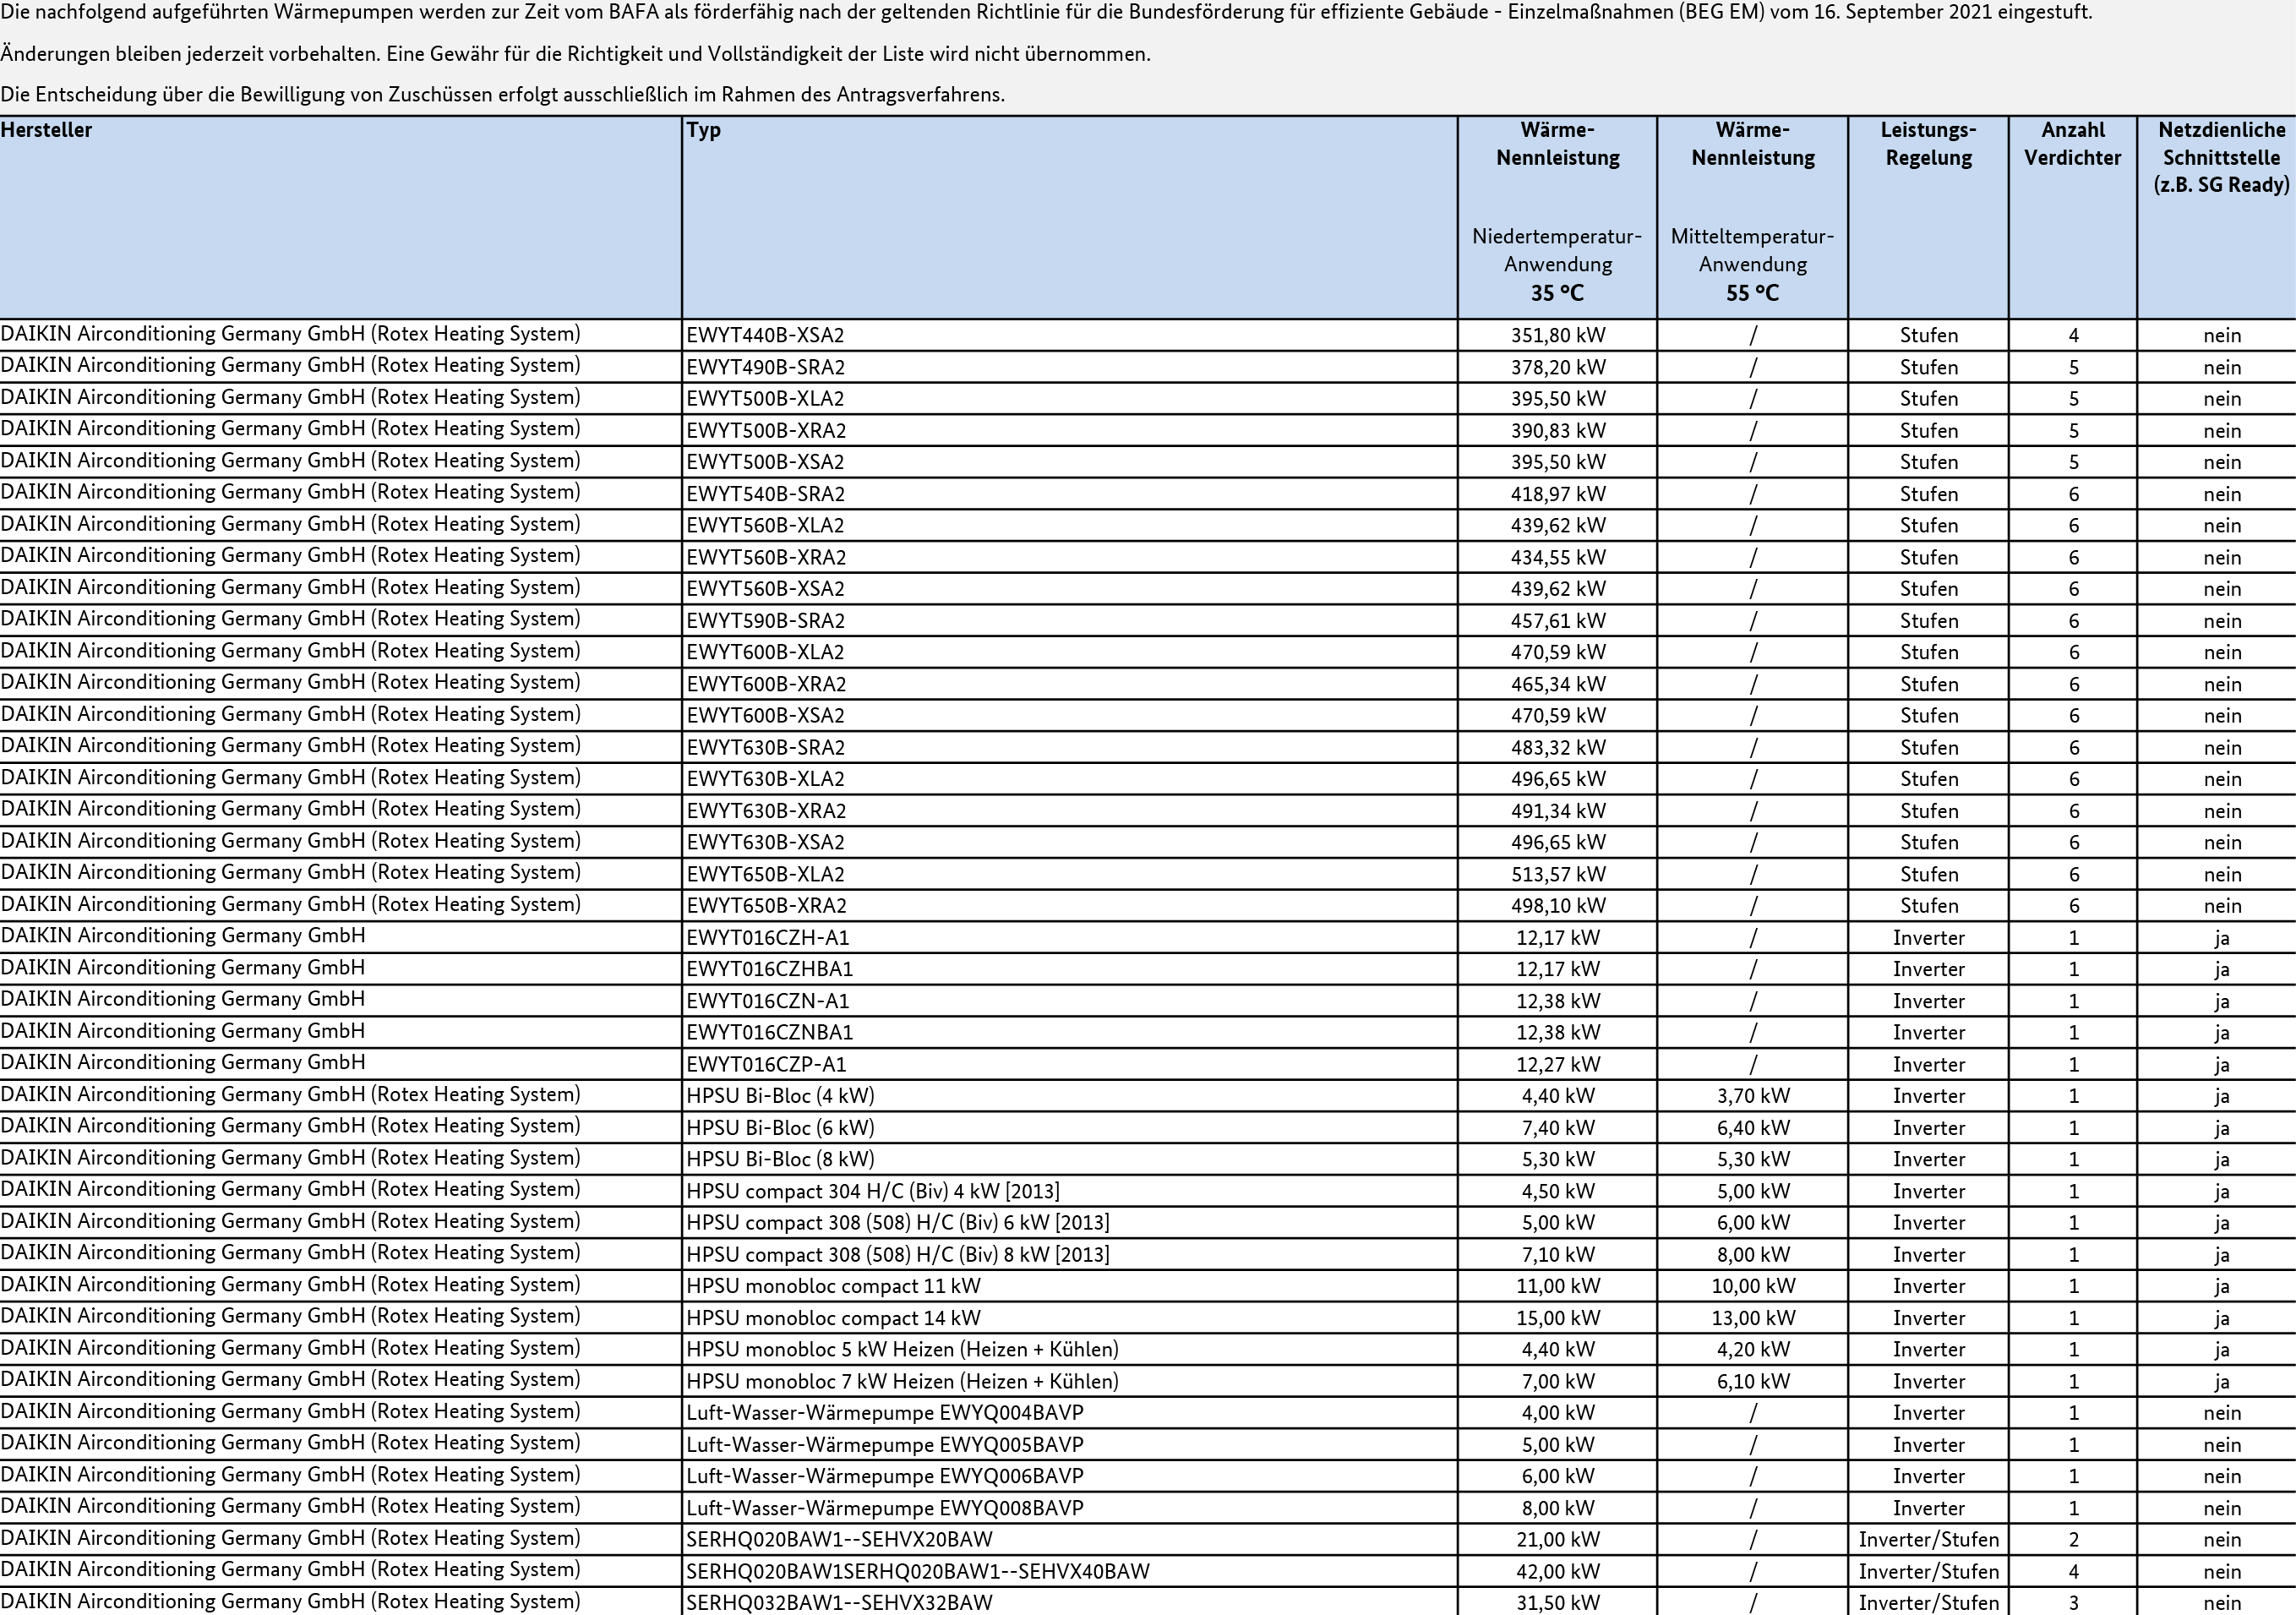 Die nachfolgend aufgeführten Wärmepumpen werden zur Zeit vom BAFA als förderfähig nach der geltenden Richtlinie für die Bundesförderung für effiziente Gebäude - Einzelmaßnahmen (BEG EM) vom 16. September 2021 eingestuft.
Änderungen bleiben jederzeit vorbehalten. Eine Gewähr für die Richtigkeit und Vollständigkeit der Liste wird nicht übernommen.
Die Entscheidung über die Bewilligung von Zuschüssen erfolgt ausschließlich im Rahmen des Antragsverfahrens.
Hersteller Typ Wärme- Wärme- Leistungs- Anzahl Netzdienliche
Nennleistung Nennleistung Regelung Verdichter Schnittstelle
(z.B. SG Ready)
Niedertemperatur- Mitteltemperatur-
Anwendung Anwendung
35 °C 55 °C
DAIKIN Airconditioning Germany GmbH (Rotex Heating System) EWYT440B-XSA2 351,80 kW / Stufen 4 nein
DAIKIN Airconditioning Germany GmbH (Rotex Heating System) EWYT490B-SRA2 378,20 kW / Stufen 5 nein
DAIKIN Airconditioning Germany GmbH (Rotex Heating System) EWYT500B-XLA2 395,50 kW / Stufen 5 nein
DAIKIN Airconditioning Germany GmbH (Rotex Heating System) EWYT500B-XRA2 390,83 kW / Stufen 5 nein
DAIKIN Airconditioning Germany GmbH (Rotex Heating System) EWYT500B-XSA2 395,50 kW / Stufen 5 nein
DAIKIN Airconditioning Germany GmbH (Rotex Heating System) EWYT540B-SRA2 418,97 kW / Stufen 6 nein
DAIKIN Airconditioning Germany GmbH (Rotex Heating System) EWYT560B-XLA2 439,62 kW / Stufen 6 nein
DAIKIN Airconditioning Germany GmbH (Rotex Heating System) EWYT560B-XRA2 434,55 kW / Stufen 6 nein
DAIKIN Airconditioning Germany GmbH (Rotex Heating System) EWYT560B-XSA2 439,62 kW / Stufen 6 nein
DAIKIN Airconditioning Germany GmbH (Rotex Heating System) EWYT590B-SRA2 457,61 kW / Stufen 6 nein
DAIKIN Airconditioning Germany GmbH (Rotex Heating System) EWYT600B-XLA2 470,59 kW / Stufen 6 nein
DAIKIN Airconditioning Germany GmbH (Rotex Heating System) EWYT600B-XRA2 465,34 kW / Stufen 6 nein
DAIKIN Airconditioning Germany GmbH (Rotex Heating System) EWYT600B-XSA2 470,59 kW / Stufen 6 nein
DAIKIN Airconditioning Germany GmbH (Rotex Heating System) EWYT630B-SRA2 483,32 kW / Stufen 6 nein
DAIKIN Airconditioning Germany GmbH (Rotex Heating System) EWYT630B-XLA2 496,65 kW / Stufen 6 nein
DAIKIN Airconditioning Germany GmbH (Rotex Heating System) EWYT630B-XRA2 491,34 kW / Stufen 6 nein
DAIKIN Airconditioning Germany GmbH (Rotex Heating System) EWYT630B-XSA2 496,65 kW / Stufen 6 nein
DAIKIN Airconditioning Germany GmbH (Rotex Heating System) EWYT650B-XLA2 513,57 kW / Stufen 6 nein
DAIKIN Airconditioning Germany GmbH (Rotex Heating System) EWYT650B-XRA2 498,10 kW / Stufen 6 nein
DAIKIN Airconditioning Germany GmbH EWYT016CZH-A1 12,17 kW / Inverter 1 ja
DAIKIN Airconditioning Germany GmbH EWYT016CZHBA1 12,17 kW / Inverter 1 ja
DAIKIN Airconditioning Germany GmbH EWYT016CZN-A1 12,38 kW / Inverter 1 ja
DAIKIN Airconditioning Germany GmbH EWYT016CZNBA1 12,38 kW / Inverter 1 ja
DAIKIN Airconditioning Germany GmbH EWYT016CZP-A1 12,27 kW / Inverter 1 ja
DAIKIN Airconditioning Germany GmbH (Rotex Heating System) HPSU Bi-Bloc (4 kW) 4,40 kW 3,70 kW Inverter 1 ja
DAIKIN Airconditioning Germany GmbH (Rotex Heating System) HPSU Bi-Bloc (6 kW) 7,40 kW 6,40 kW Inverter 1 ja
DAIKIN Airconditioning Germany GmbH (Rotex Heating System) HPSU Bi-Bloc (8 kW) 5,30 kW 5,30 kW Inverter 1 ja
DAIKIN Airconditioning Germany GmbH (Rotex Heating System) HPSU compact 304 H/C (Biv) 4 kW [2013] 4,50 kW 5,00 kW Inverter 1 ja
DAIKIN Airconditioning Germany GmbH (Rotex Heating System) HPSU compact 308 (508) H/C (Biv) 6 kW [2013] 5,00 kW 6,00 kW Inverter 1 ja
DAIKIN Airconditioning Germany GmbH (Rotex Heating System) HPSU compact 308 (508) H/C (Biv) 8 kW [2013] 7,10 kW 8,00 kW Inverter 1 ja
DAIKIN Airconditioning Germany GmbH (Rotex Heating System) HPSU monobloc compact 11 kW 11,00 kW 10,00 kW Inverter 1 ja
DAIKIN Airconditioning Germany GmbH (Rotex Heating System) HPSU monobloc compact 14 kW 15,00 kW 13,00 kW Inverter 1 ja
DAIKIN Airconditioning Germany GmbH (Rotex Heating System) HPSU monobloc 5 kW Heizen (Heizen + Kühlen) 4,40 kW 4,20 kW Inverter 1 ja
DAIKIN Airconditioning Germany GmbH (Rotex Heating System) HPSU monobloc 7 kW Heizen (Heizen + Kühlen) 7,00 kW 6,10 kW Inverter 1 ja
DAIKIN Airconditioning Germany GmbH (Rotex Heating System) Luft-Wasser-Wärmepumpe EWYQ004BAVP 4,00 kW / Inverter 1 nein
DAIKIN Airconditioning Germany GmbH (Rotex Heating System) Luft-Wasser-Wärmepumpe EWYQ005BAVP 5,00 kW / Inverter 1 nein
DAIKIN Airconditioning Germany GmbH (Rotex Heating System) Luft-Wasser-Wärmepumpe EWYQ006BAVP 6,00 kW / Inverter 1 nein
DAIKIN Airconditioning Germany GmbH (Rotex Heating System) Luft-Wasser-Wärmepumpe EWYQ008BAVP 8,00 kW / Inverter 1 nein
DAIKIN Airconditioning Germany GmbH (Rotex Heating System) SERHQ020BAW1--SEHVX20BAW 21,00 kW / Inverter/Stufen 2 nein
DAIKIN Airconditioning Germany GmbH (Rotex Heating System) SERHQ020BAW1SERHQ020BAW1--SEHVX40BAW 42,00 kW / Inverter/Stufen 4 nein
DAIKIN Airconditioning Germany GmbH (Rotex Heating System) SERHQ032BAW1--SEHVX32BAW 31,50 kW / Inverter/Stufen 3 nein